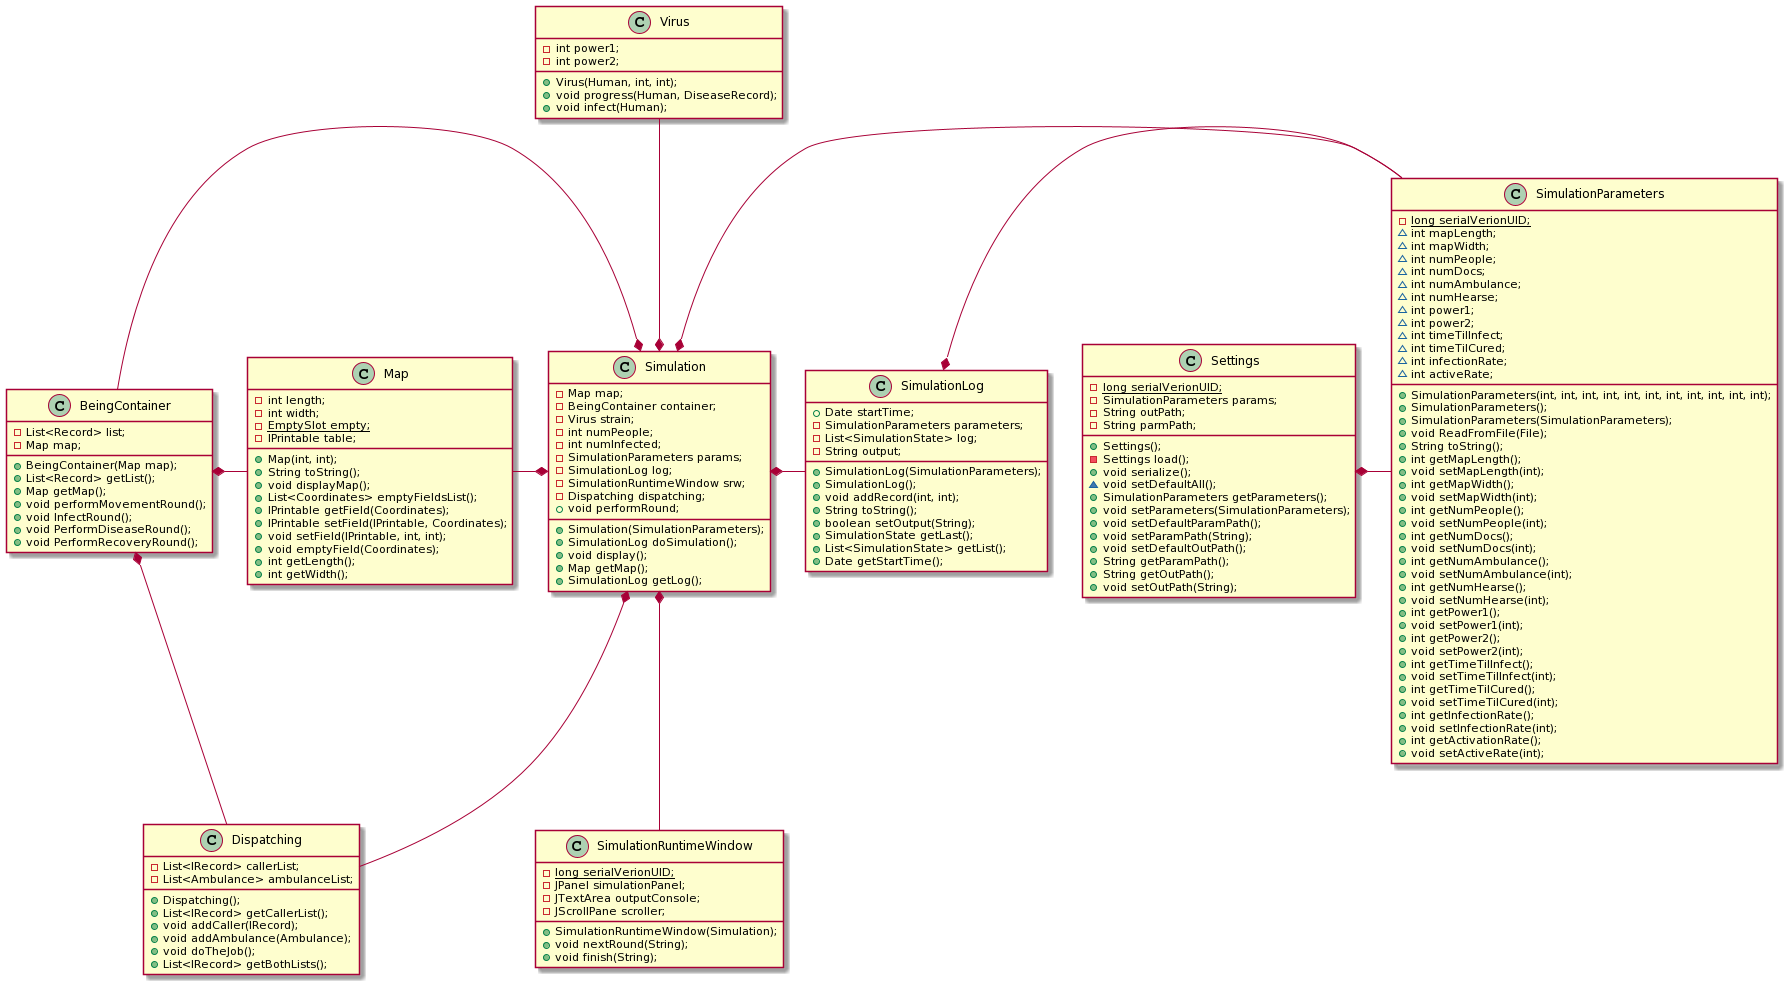 C Virus
int power1;
int power2;
Virus(Human, int, int);
void progress(Human, DiseaseRecord);
void infect(Human);
C SimulationParameters
long serialVerionUID;
int mapLength;
int mapWidth;
int numPeople;
int numDocs;
int numAmbulance;
int numHearse;
int power1;
int power2;
int timeTillInfect;
int timeTilCured;
int infectionRate;
int activeRate;
SimulationParameters(int, int, int, int, int, int, int, int, int, int, int);
SimulationParameters();
SimulationParameters(SimulationParameters);
void ReadFromFile(File);
String toString();
int getMapLength();
void setMapLength(int);
int getMapWidth();
void setMapWidth(int);
int getNumPeople();
void setNumPeople(int);
int getNumDocs();
void setNumDocs(int);
int getNumAmbulance();
void setNumAmbulance(int);
int getNumHearse();
void setNumHearse(int);
int getPower1();
void setPower1(int);
int getPower2();
void setPower2(int);
int getTimeTillInfect();
void setTimeTillInfect(int);
int getTimeTilCured();
void setTimeTilCured(int);
int getInfectionRate();
void setInfectionRate(int);
int getActivationRate();
void setActiveRate(int);
C BeingContainer
List<Record> list;
Map map;
BeingContainer(Map map);
List<Record> getList();
Map getMap();
void performMovementRound();
void InfectRound();
void PerformDiseaseRound();
void PerformRecoveryRound();
C Map
int length;
int width;
EmptySlot empty;
IPrintable table;
Map(int, int);
String toString();
void displayMap();
List<Coordinates> emptyFieldsList();
IPrintable getField(Coordinates);
IPrintable setField(IPrintable, Coordinates);
void setField(IPrintable, int, int);
void emptyField(Coordinates);
int getLength();
int getWidth();
C Simulation
Map map;
BeingContainer container;
Virus strain;
int numPeople;
int numInfected;
SimulationParameters params;
SimulationLog log;
SimulationRuntimeWindow srw;
Dispatching dispatching;
void performRound;
Simulation(SimulationParameters);
SimulationLog doSimulation();
void display();
Map getMap();
SimulationLog getLog();
C SimulationLog
Date startTime;
SimulationParameters parameters;
List<SimulationState> log;
String output;
SimulationLog(SimulationParameters);
SimulationLog();
void addRecord(int, int);
String toString();
boolean setOutput(String);
SimulationState getLast();
List<SimulationState> getList();
Date getStartTime();
C Settings
long serialVerionUID;
SimulationParameters params;
String outPath;
String parmPath;
Settings();
Settings load();
void serialize();
void setDefaultAll();
SimulationParameters getParameters();
void setParameters(SimulationParameters);
void setDefaultParamPath();
void setParamPath(String);
void setDefaultOutPath();
String getParamPath();
String getOutPath();
void setOutPath(String);
C Dispatching
List<IRecord> callerList;
List<Ambulance> ambulanceList;
Dispatching();
List<IRecord> getCallerList();
void addCaller(IRecord);
void addAmbulance(Ambulance);
void doTheJob();
List<IRecord> getBothLists();
C SimulationRuntimeWindow
long serialVerionUID;
JPanel simulationPanel;
JTextArea outputConsole;
JScrollPane scroller;
SimulationRuntimeWindow(Simulation);
void nextRound(String);
void finish(String);